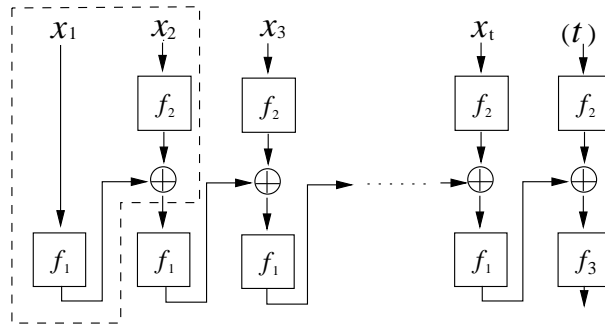 x₁ x₂ x₃ xₜ (t)
f₂ f₂ f₂ f₂
⊕ ⊕ ....... ⊕ ⊕
f₁ f₁ f₁ f₁ f₃